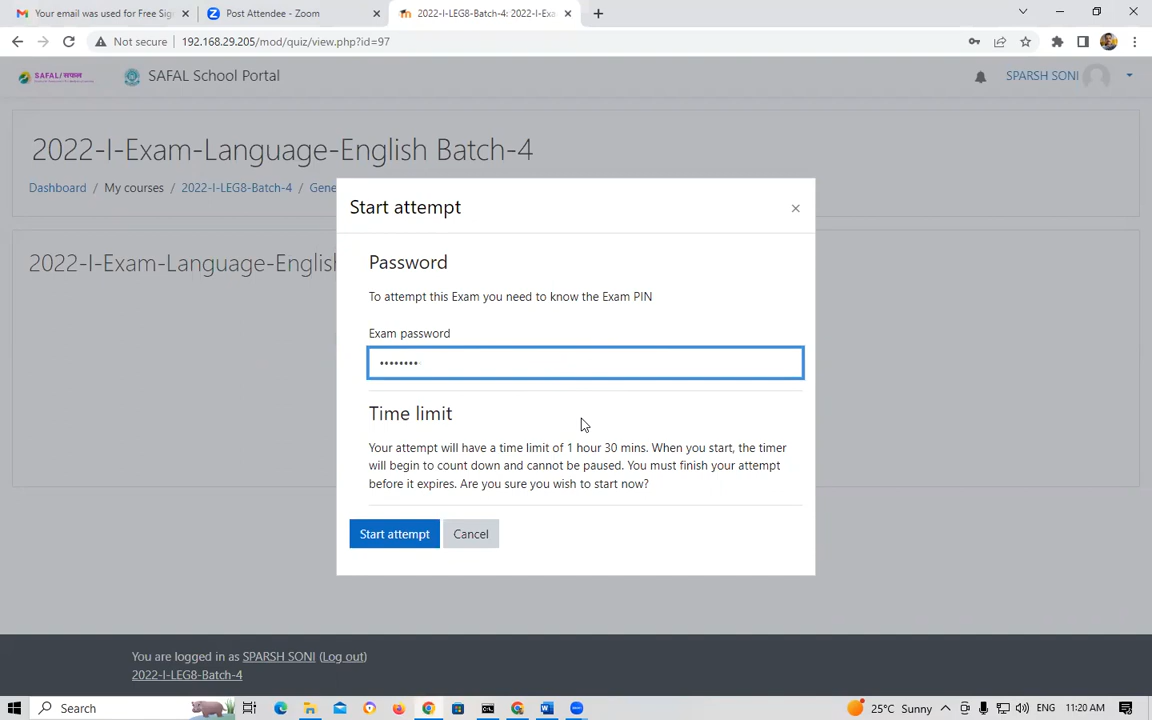 Your email was used for Free Sig
Post Attendee - Zoom
2022-I-LEG8-Batch-4: 2022-I-Exa
Not secure 192.168.29.205/mod/quiz/view.php?id=97
SAFAL/सफल SAFAL School Portal SPARSH SONI
2022-I-Exam-Language-English Batch-4
Dashboard / My courses / 2022-I-LEG8-Batch-4 / Gene
2022-I-Exam-Language-English
Start attempt ×
Password
To attempt this Exam you need to know the Exam PIN
Exam password
••••••••
Time limit
Your attempt will have a time limit of 1 hour 30 mins. When you start, the timer
will begin to count down and cannot be paused. You must finish your attempt
before it expires. Are you sure you wish to start now?
Start attempt Cancel
You are logged in as SPARSH SONI (Log out)
2022-I-LEG8-Batch-4
Search 25°C Sunny ENG 11:20 AM